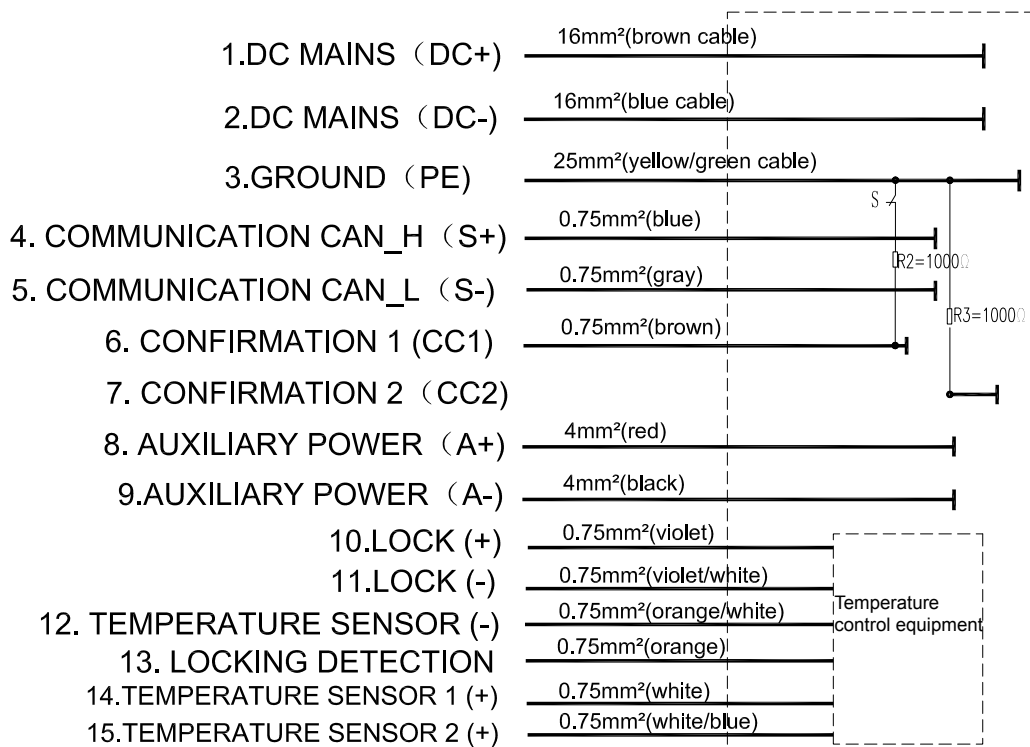 16mm²(brown cable)
1.DC MAINS（DC+)
16mm²(blue cable)
2.DC MAINS（DC-)
25mm²(yellow/green cable)
3.GROUND（PE)
S
0.75mm²(blue)
4. COMMUNICATION CAN_H（S+)
R2=1000Ω
0.75mm²(gray)
5. COMMUNICATION CAN_L（S-)
R3=1000Ω
0.75mm²(brown)
6. CONFIRMATION 1 (CC1)
7. CONFIRMATION 2（CC2)
4mm²(red)
8. AUXILIARY POWER（A+)
4mm²(black)
9.AUXILIARY POWER（A-)
0.75mm²(violet)
10.LOCK (+)
0.75mm²(violet/white)
11.LOCK (-)
0.75mm²(orange/white)
12. TEMPERATURE SENSOR (-)
Temperature
control equipment
0.75mm²(orange)
13. LOCKING DETECTION
0.75mm²(white)
14.TEMPERATURE SENSOR 1 (+)
0.75mm²(white/blue)
15.TEMPERATURE SENSOR 2 (+)